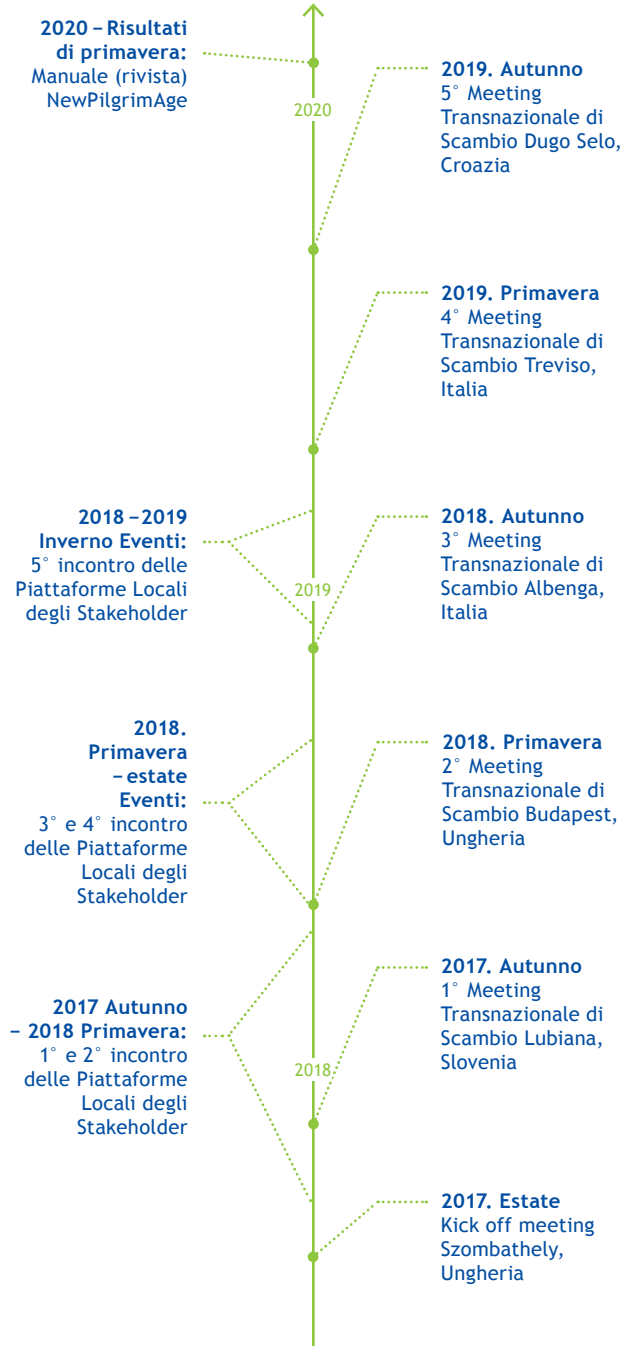 2020 – Risultati
di primavera:
Manuale (rivista)
NewPilgrimAge
2020
2019. Autunno
5° Meeting
Transnazionale di
Scambio Dugo Selo,
Croazia
2019. Primavera
4° Meeting
Transnazionale di
Scambio Treviso,
Italia
2018 – 2019
Inverno Eventi:
5° incontro delle
Piattaforme Locali
degli Stakeholder
2019
2018. Autunno
3° Meeting
Transnazionale di
Scambio Albenga,
Italia
2018.
Primavera
– estate
Eventi:
3° e 4° incontro
delle Piattaforme
Locali degli
Stakeholder
2018. Primavera
2° Meeting
Transnazionale di
Scambio Budapest,
Ungheria
2017. Autunno
1° Meeting
Transnazionale di
Scambio Lubiana,
Slovenia
2017 Autunno
– 2018 Primavera:
1° e 2° incontro
delle Piattaforme
Locali degli
Stakeholder
2018
2017. Estate
Kick off meeting
Szombathely,
Ungheria